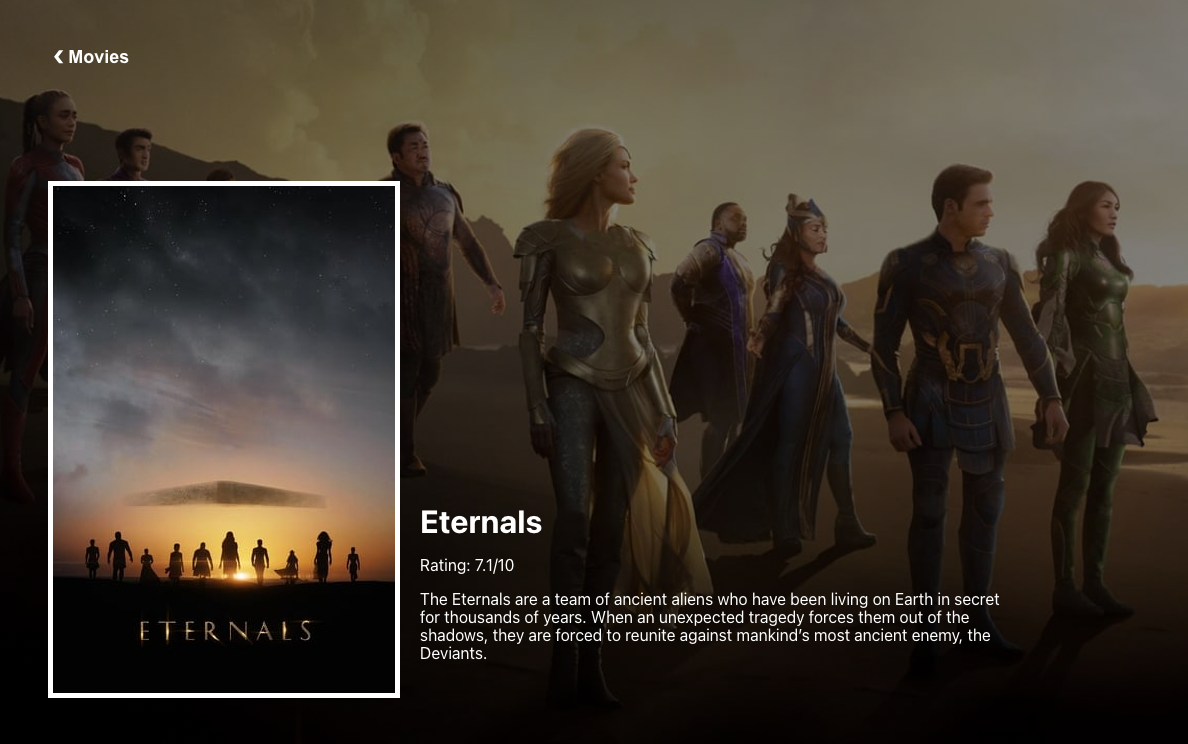 Movies
ETERNALS
Eternals
Rating: 7.1/10
The Eternals are a team of ancient aliens who have been living on Earth in secret
for thousands of years. When an unexpected tragedy forces them out of the
shadows, they are forced to reunite against mankind’s most ancient enemy, the
Deviants.